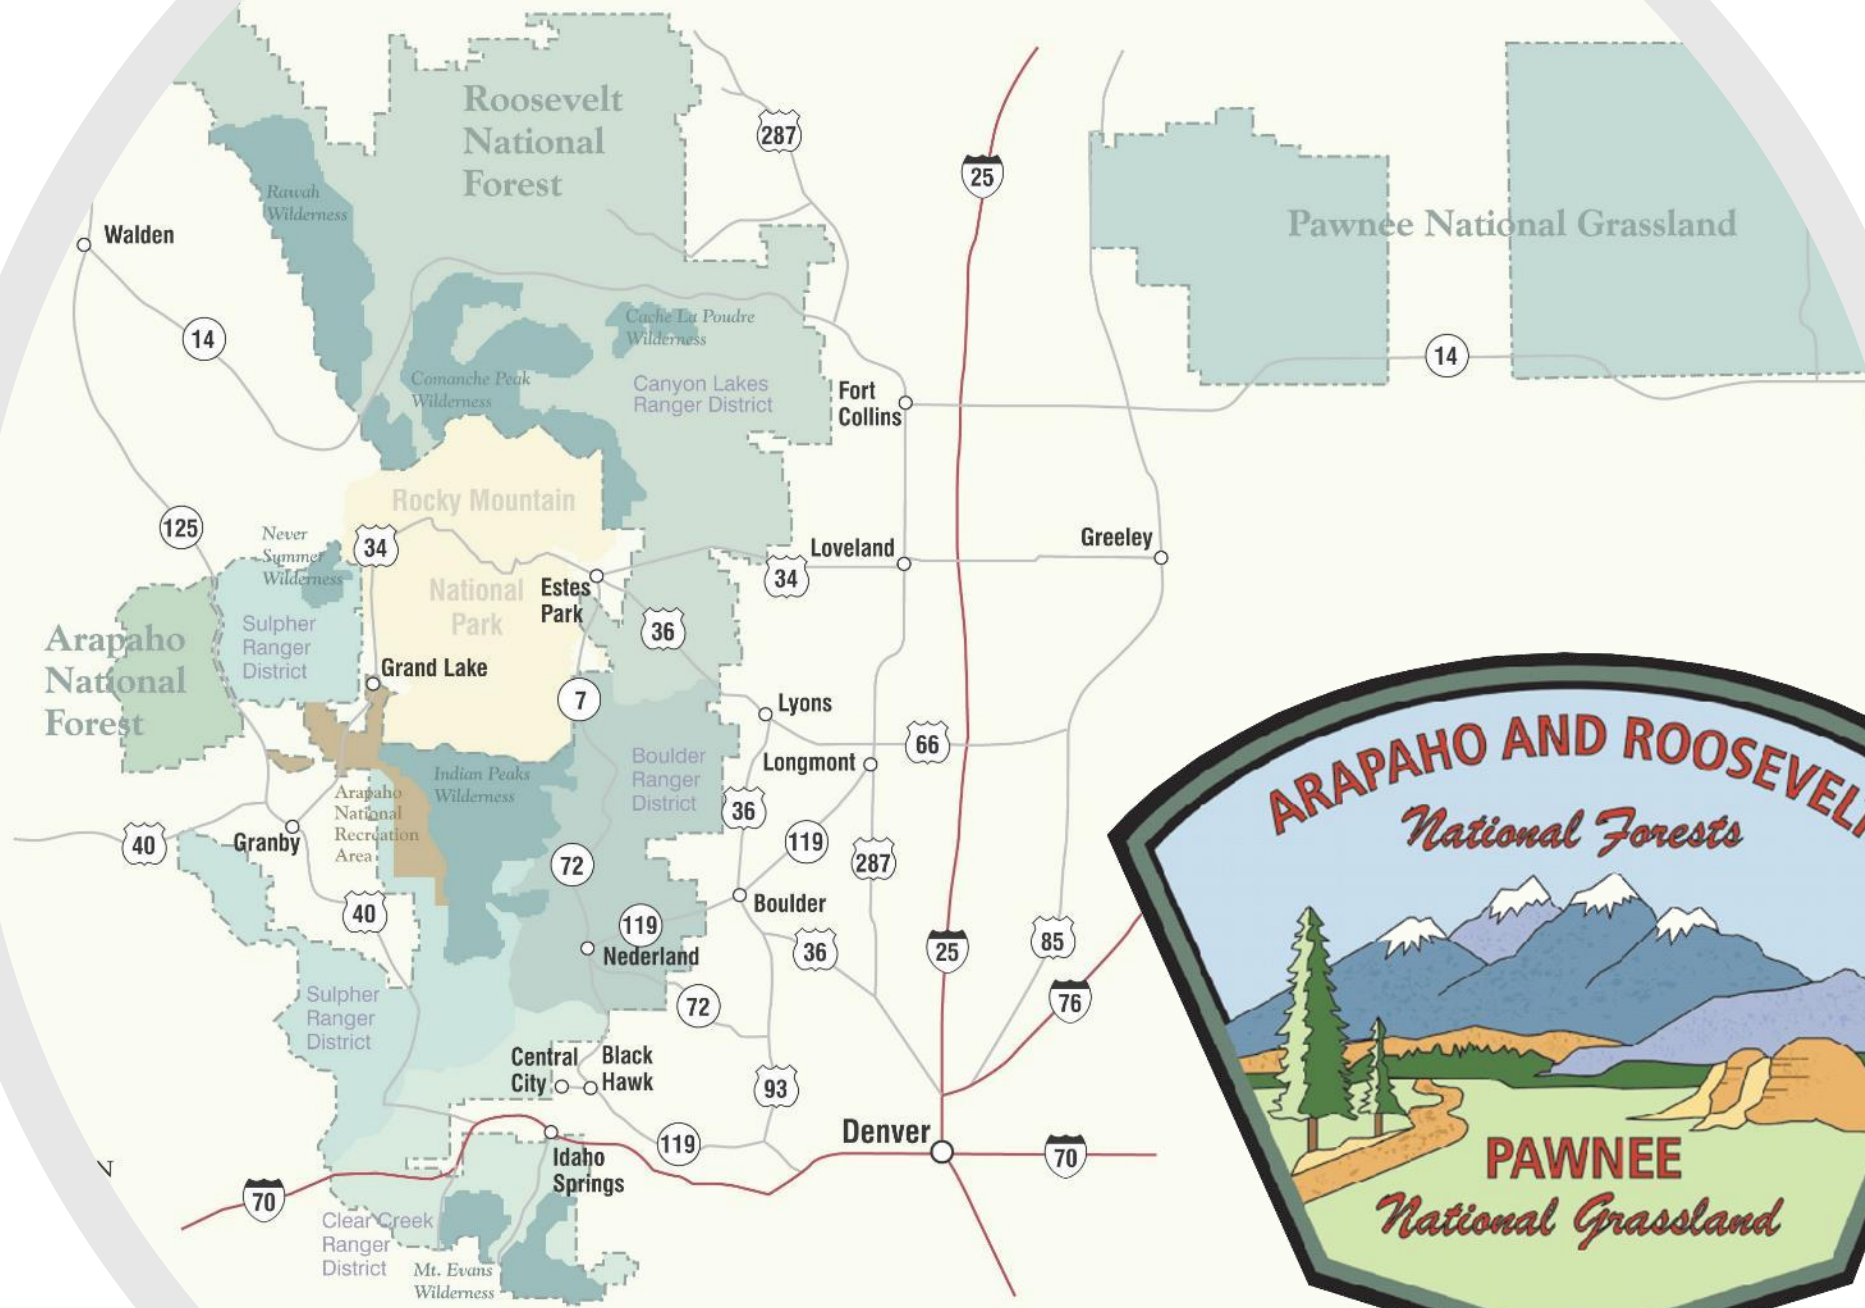 Roosevelt
National
Forest
287
25
Rawah
Wilderness
Pawnee National Grassland
Walden
14
Cache La Poudre
Wilderness
14
Comanche Peak
Wilderness
Canyon Lakes
Ranger District
Fort
Collins
Rocky Mountain
125
Never
Summer
Wilderness
34
Loveland
Greeley
34
National
Park
Estes
Park
36
Arapaho
National
Forest
Sulpher
Ranger
District
Grand Lake
7
Lyons
66
Boulder
Ranger
District
Longmont
Indian Peaks
Wilderness
Arapaho
National
Recreation
Area
36
119
40
Granby
72
287
40
Boulder
119
Nederland
36
25
85
Sulpher
Ranger
District
72
76
Central
City
Black
Hawk
93
Denver
119
70
Idaho
Springs
N
70
Clear Creek
Ranger
District
Mt. Evans
Wilderness
ARAPAHO AND ROOSEVEL
National Forests
PAWNEE
National Grassland